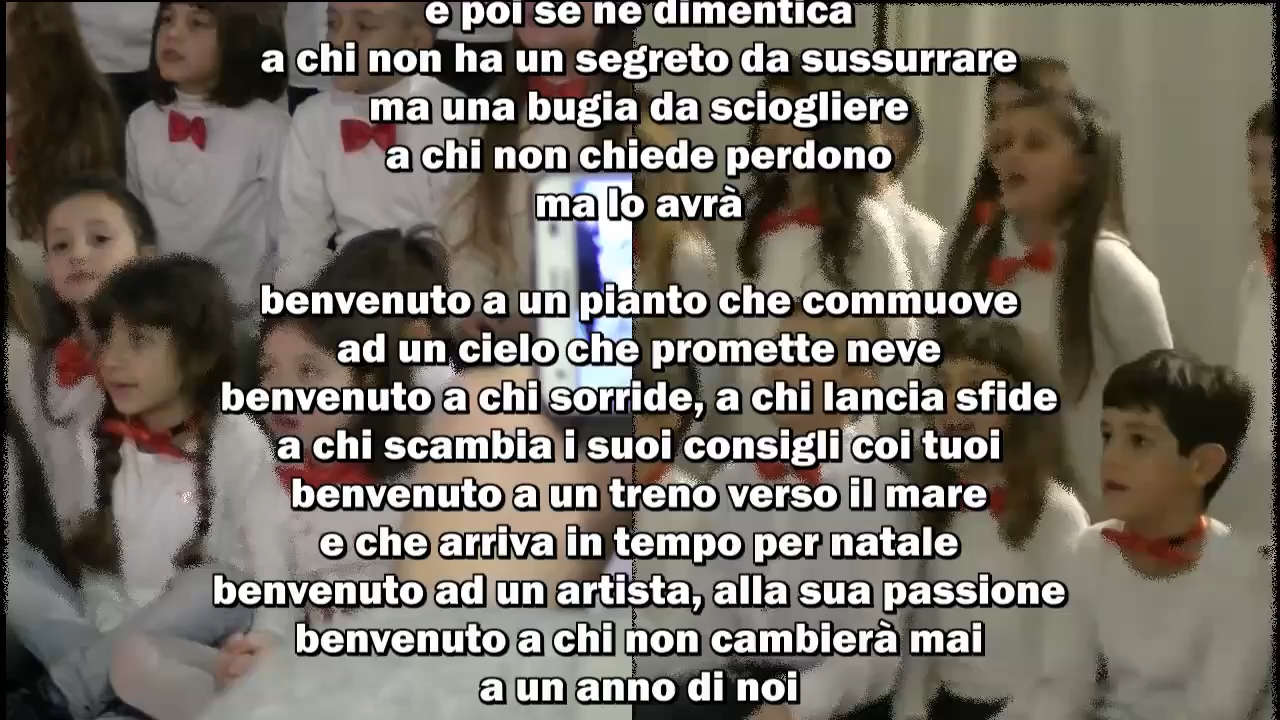 e poi se ne dimentica
a chi non ha un segreto da sussurrare
ma una bugia da sciogliere
a chi non chiede perdono
ma lo avrà
benvenuto a un pianto che commuove
ad un cielo che promette neve
benvenuto a chi sorride, a chi lancia sfide
a chi scambia i suoi consigli coi tuoi
benvenuto a un treno verso il mare
e che arriva in tempo per natale
benvenuto ad un artista, alla sua passione
benvenuto a chi non cambierà mai
a un anno di noi